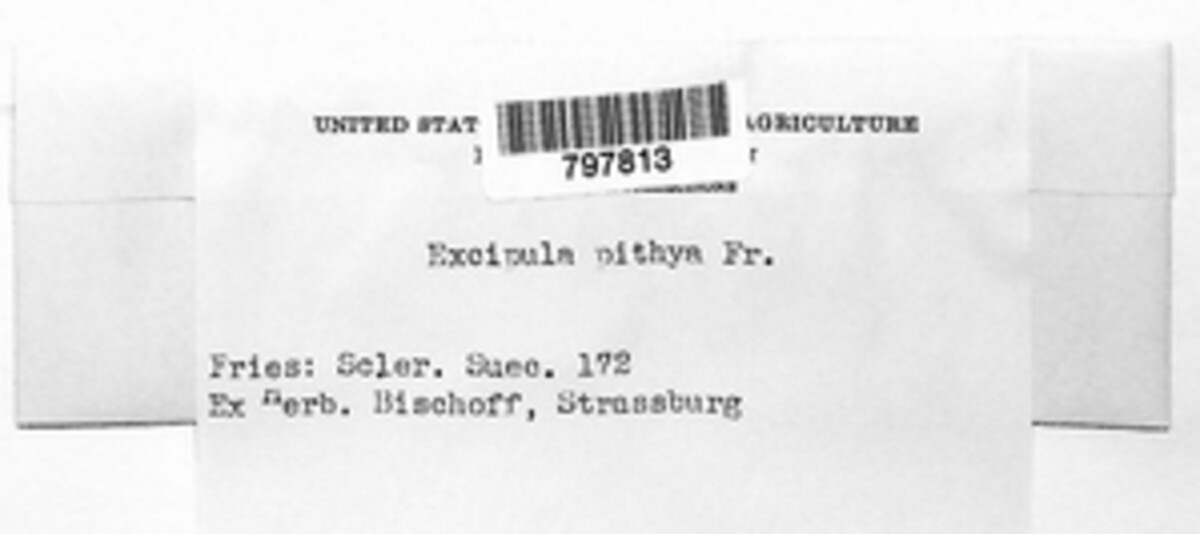 UNITED STAT AGRICULTURE
797813
Excipula pithya Fr.
Fries: Scler. Suec. 172
Ex Herb. Bischoff, Strassburg